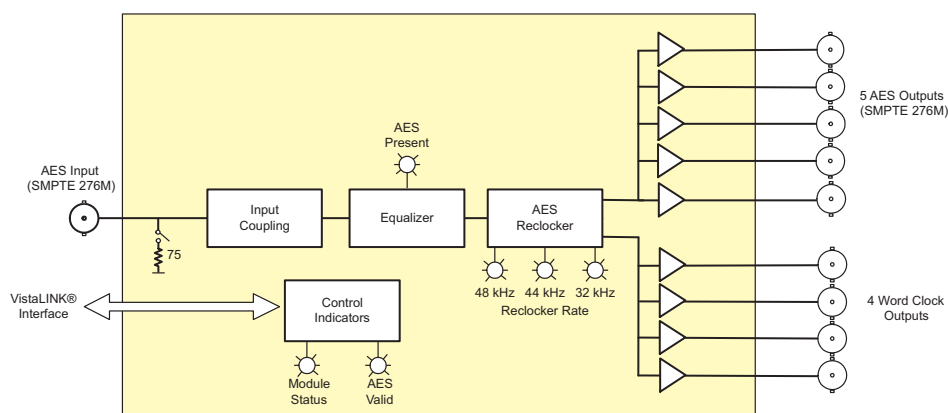 AES
Present
5 AES Outputs
(SMPTE 276M)
AES Input
(SMPTE 276M)
Input
Coupling
Equalizer
AES
Reclocker
75
48 kHz
44 kHz
32 kHz
Reclocker Rate
VistaLINK®
Interface
Control
Indicators
4 Word Clock
Outputs
Module
Status
AES
Valid